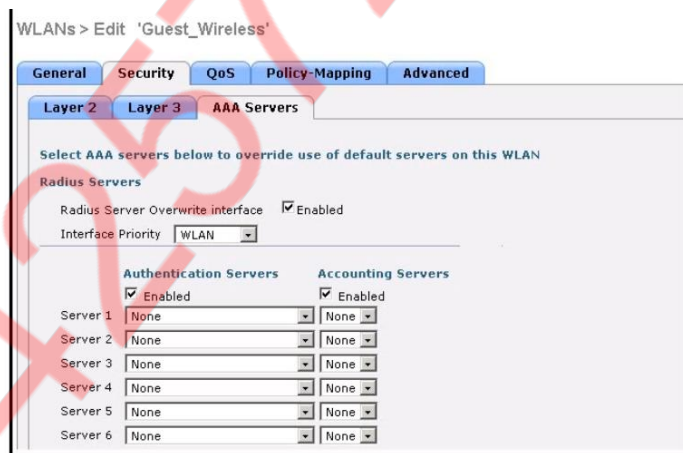 WLANs > Edit 'Guest_Wireless'
General Security QoS Policy-Mapping Advanced
Layer 2 Layer 3 AAA Servers
Select AAA servers below to override use of default servers on this WLAN
Radius Servers
Radius Server Overwrite interface Enabled
Interface Priority WLAN
Authentication Servers Accounting Servers
Enabled Enabled
Server 1 None None
Server 2 None None
Server 3 None None
Server 4 None None
Server 5 None None
Server 6 None None